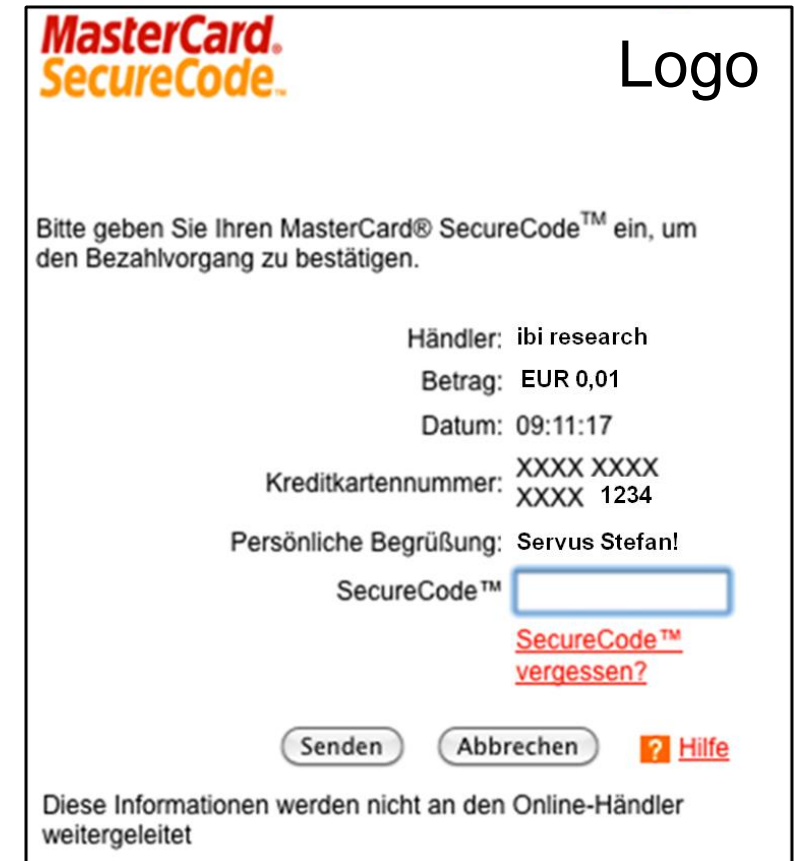 MasterCard.
SecureCode™
Logo
Bitte geben Sie Ihren MasterCard® SecureCode™ ein, um
den Bezahlvorgang zu bestätigen.
Händler: ibi research
Betrag: EUR 0,01
Datum: 09:11:17
Kreditkartennummer: XXXX XXXX
XXXX 1234
Persönliche Begrüßung: Servus Stefan!
SecureCode™
SecureCode™
vergessen?
Senden Abbrechen ? Hilfe
Diese Informationen werden nicht an den Online-Händler
weitergeleitet